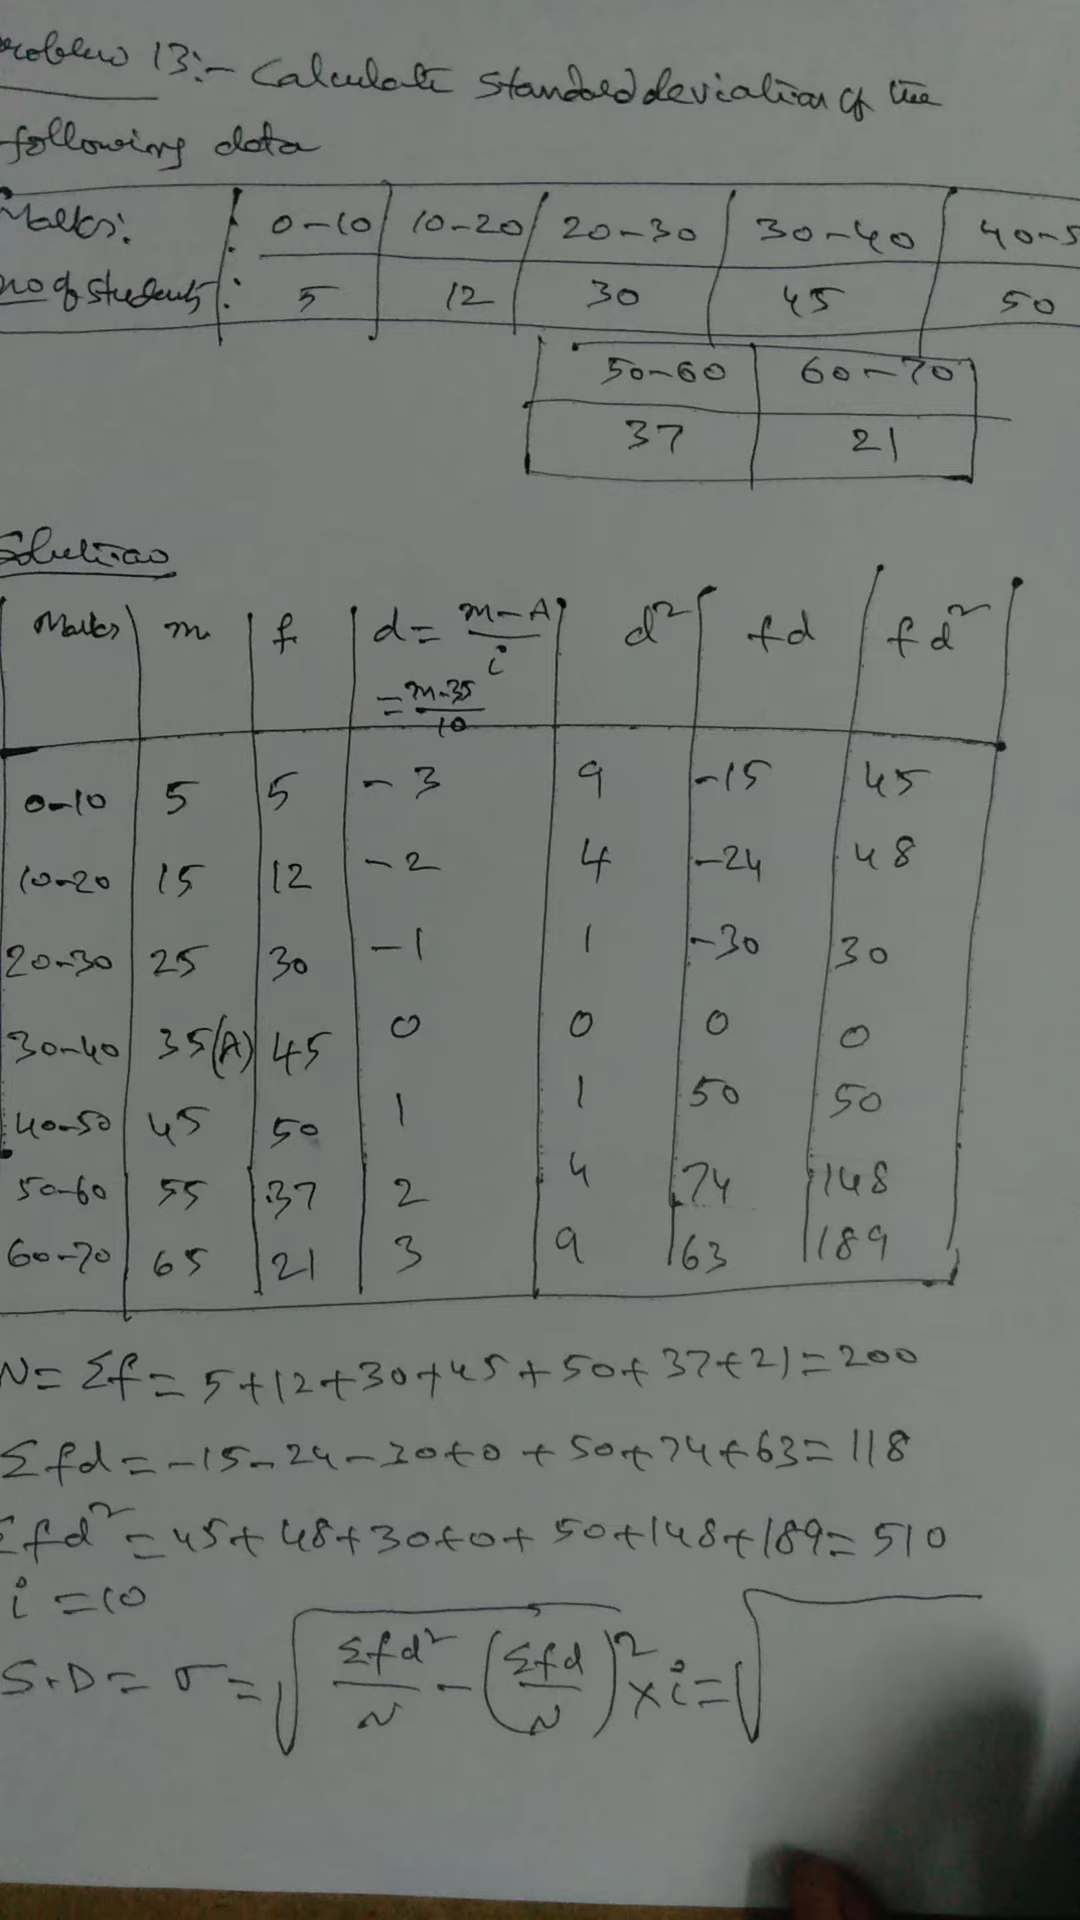 roblem 13:- Calculate standard deviation of the
following data
Marks: : 0-10 10-20 20-30 30-40 40-5
no of students : 5 12 30 45 50
50-60 60-70
37 21
Solution
Marks m f d = m-A/i d² fd fd²
= m-35/10
0-10 5 5 -3 9 -15 45
10-20 15 12 -2 4 -24 48
20-30 25 30 -1 1 -30 30
30-40 35(A) 45 0 0 0 0
40-50 45 50 1 1 50 50
50-60 55 37 2 4 74 148
60-70 65 21 3 9 63 189
N = Σf = 5+12+30+45+50+37+21=200
Σfd = -15-24-30+0+50+74+63=118
Σfd² = 45+48+30+0+50+148+189=510
i = 10
S.D = σ = √ Σfd²/N - (Σfd/N)² × i = √